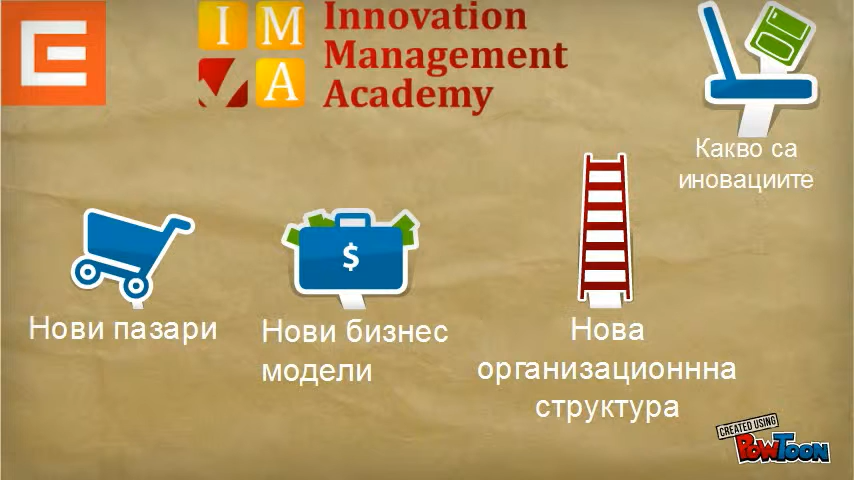 I M
A
Innovation
Management
Academy
Какво са
иновациите
$
Нови пазари
Нови бизнес
модели
Нова
организационнна
структура
CREATED USING
PowToon